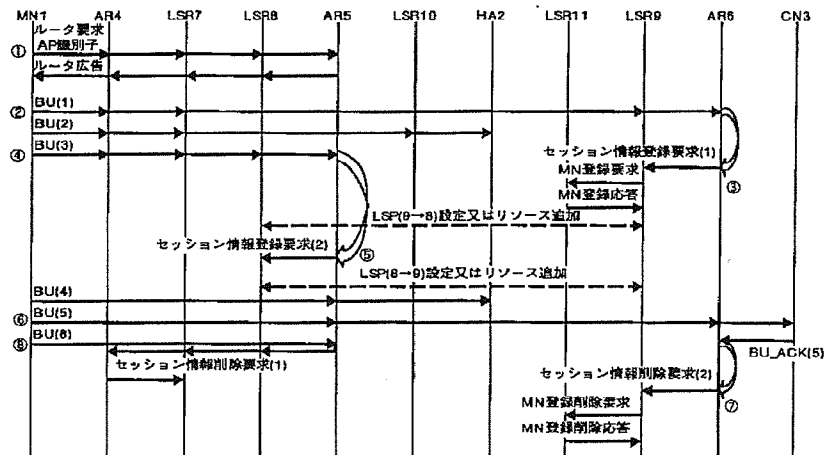 MN1 AR4 LSR7 LSR8 AR5 LSR10 HA2 LSR11 LSR9 AR6 CN3
ルータ要求
① AP識別子
ルータ広告
② BU(1)
BU(2)
④ BU(3)
セッション情報登録要求(1)
MN登録要求
③
MN登録応答
LSP(9→8)設定又はリソース追加
セッション情報登録要求(2)
⑤
LSP(8→9)設定又はリソース追加
BU(4)
⑥ BU(5)
⑧ BU(6)
BU_ACK(5)
セッション情報削除要求(1)
セッション情報削除要求(2)
⑦
MN登録削除要求
MN登録削除応答